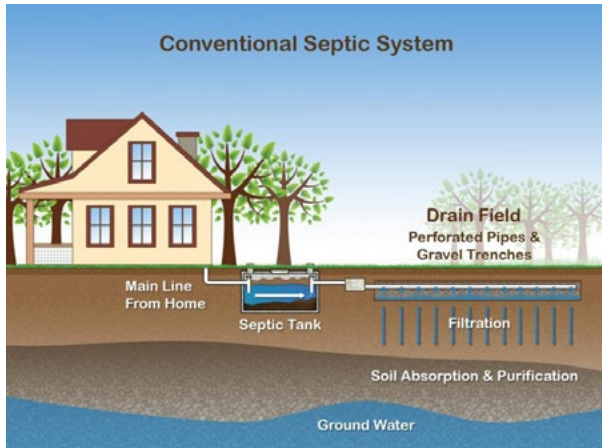 Conventional Septic System
Drain Field
Perforated Pipes &
Gravel Trenches
Main Line
From Home
Septic Tank
Filtration
Soil Absorption & Purification
Ground Water